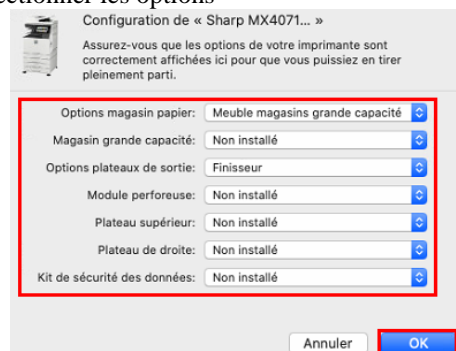 ctionner les options
Configuration de « Sharp MX4071... »
Assurez-vous que les options de votre imprimante sont
correctement affichées ici pour que vous puissiez en tirer
pleinement parti.
Options magasin papier: Meuble magasins grande capacité
Magasin grande capacité: Non installé
Options plateaux de sortie: Finisseur
Module perforeuse: Non installé
Plateau supérieur: Non installé
Plateau de droite: Non installé
Kit de sécurité des données: Non installé
Annuler OK